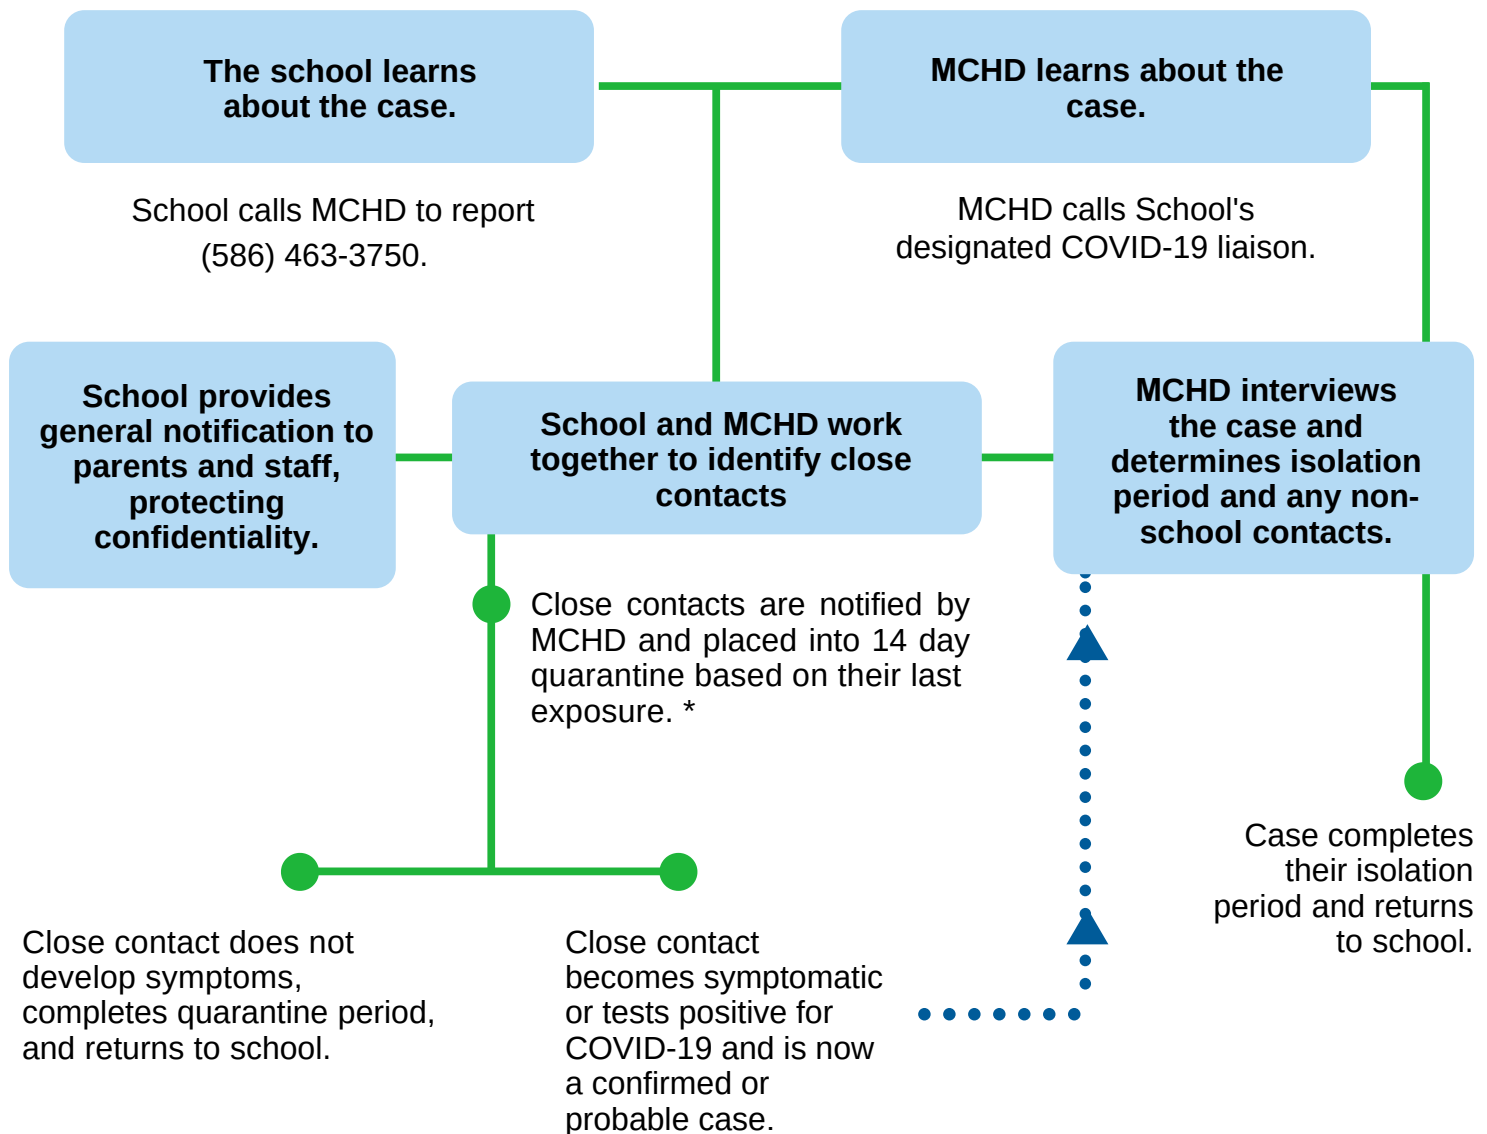 The school learns
about the case.
MCHD learns about the
case.
School calls MCHD to report
(586) 463-3750.
MCHD calls School's
designated COVID-19 liaison.
School provides
general notification to
parents and staff,
protecting
confidentiality.
School and MCHD work
together to identify close
contacts
MCHD interviews
the case and
determines isolation
period and any non-
school contacts.
Close contacts are notified by
MCHD and placed into 14 day
quarantine based on their last
exposure. *
Case completes
their isolation
period and returns
to school.
Close contact does not
develop symptoms,
completes quarantine period,
and returns to school.
Close contact
becomes symptomatic
or tests positive for
COVID-19 and is now
a confirmed or
probable case.